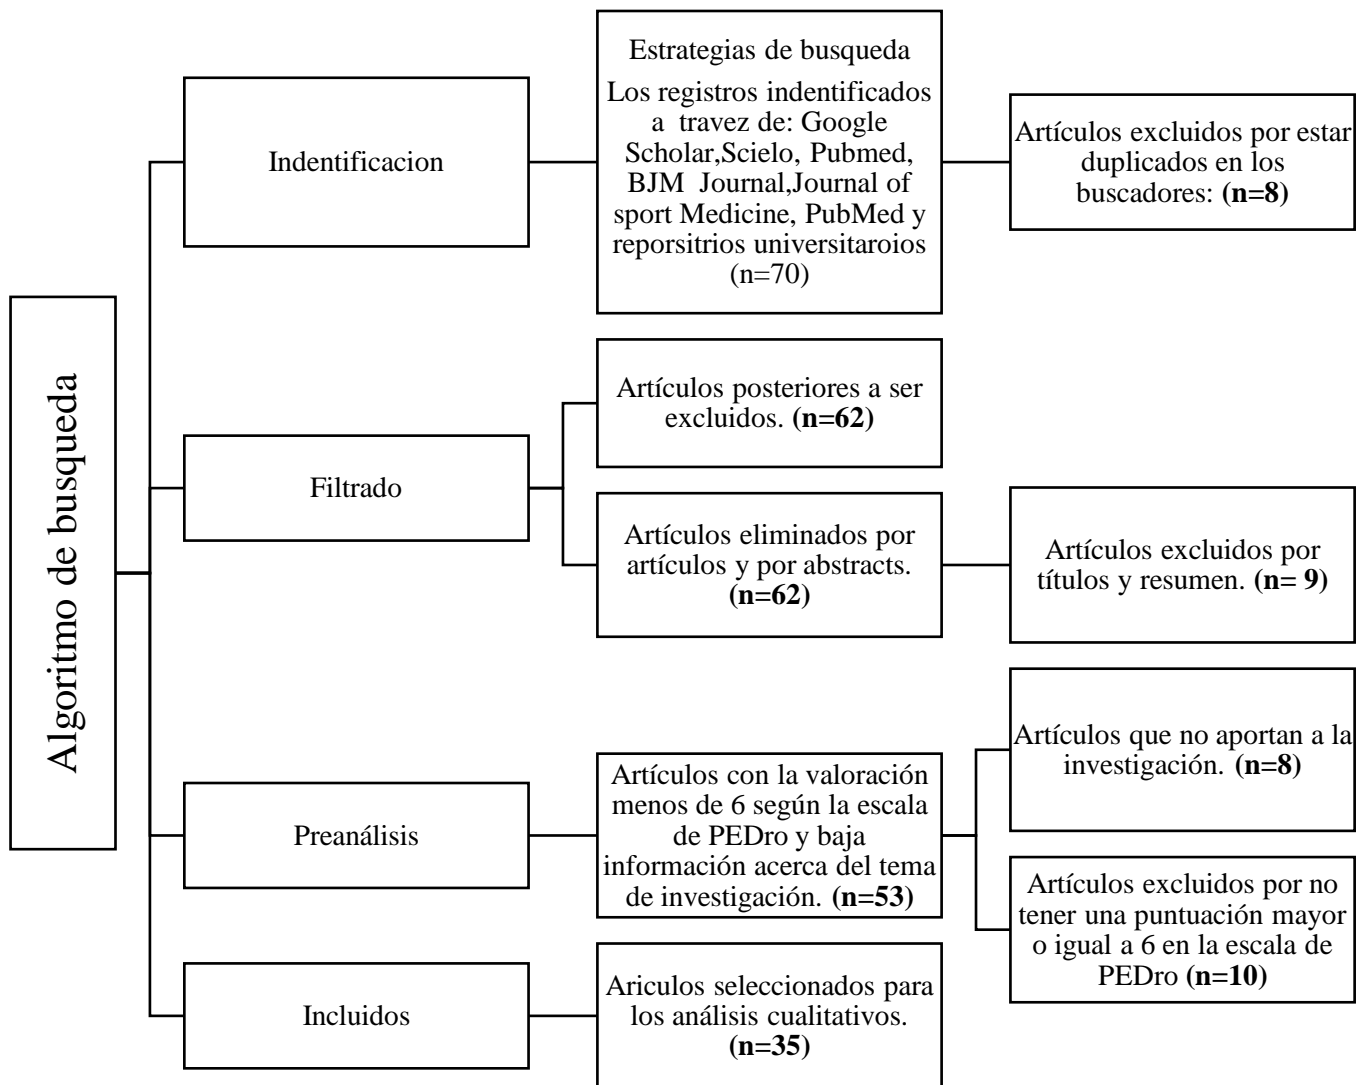 Algoritmo de busqueda
Indentificacion
Estrategias de busqueda
Los registros indentificados
a travez de: Google
Scholar,Scielo, Pubmed,
BJM Journal,Journal of
sport Medicine, PubMed y
reporsitrios universitaroios
(n=70)
Artículos excluidos por estar
duplicados en los
buscadores: (n=8)
Filtrado
Artículos posteriores a ser
excluidos. (n=62)
Artículos eliminados por
artículos y por abstracts.
(n=62)
Artículos excluidos por
títulos y resumen. (n= 9)
Preanálisis
Artículos con la valoración
menos de 6 según la escala
de PEDro y baja
información acerca del tema
de investigación. (n=53)
Artículos que no aportan a la
investigación. (n=8)
Artículos excluidos por no
tener una puntuación mayor
o igual a 6 en la escala de
PEDro (n=10)
Incluidos
Ariculos seleccionados para
los análisis cualitativos.
(n=35)